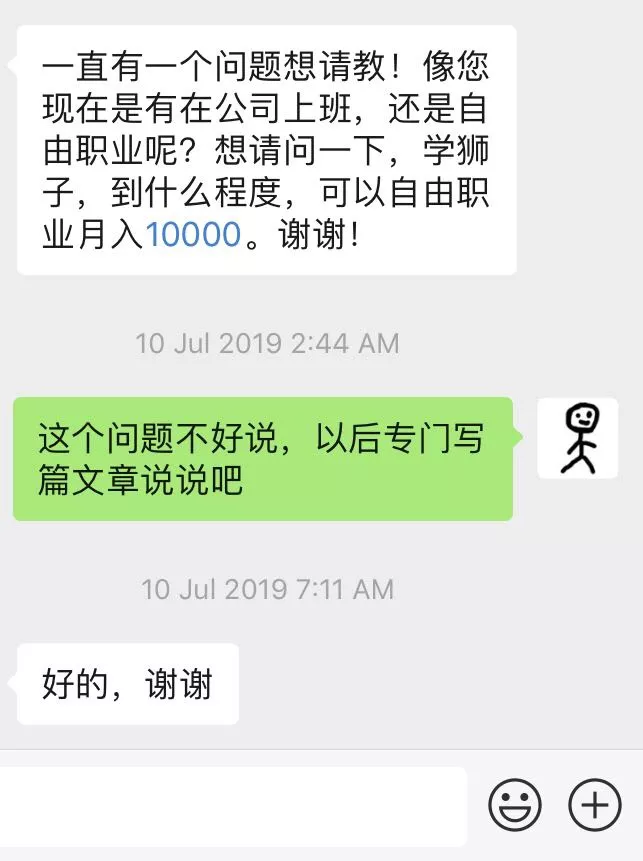 一直有一个问题想请教！像您
现在是有在公司上班，还是自
由职业呢？想请问一下，学狮
子，到什么程度，可以自由职
业月入10000。谢谢！
10 Jul 2019 2:44 AM
这个问题不好说，以后专门写
篇文章说说吧
10 Jul 2019 7:11 AM
好的，谢谢